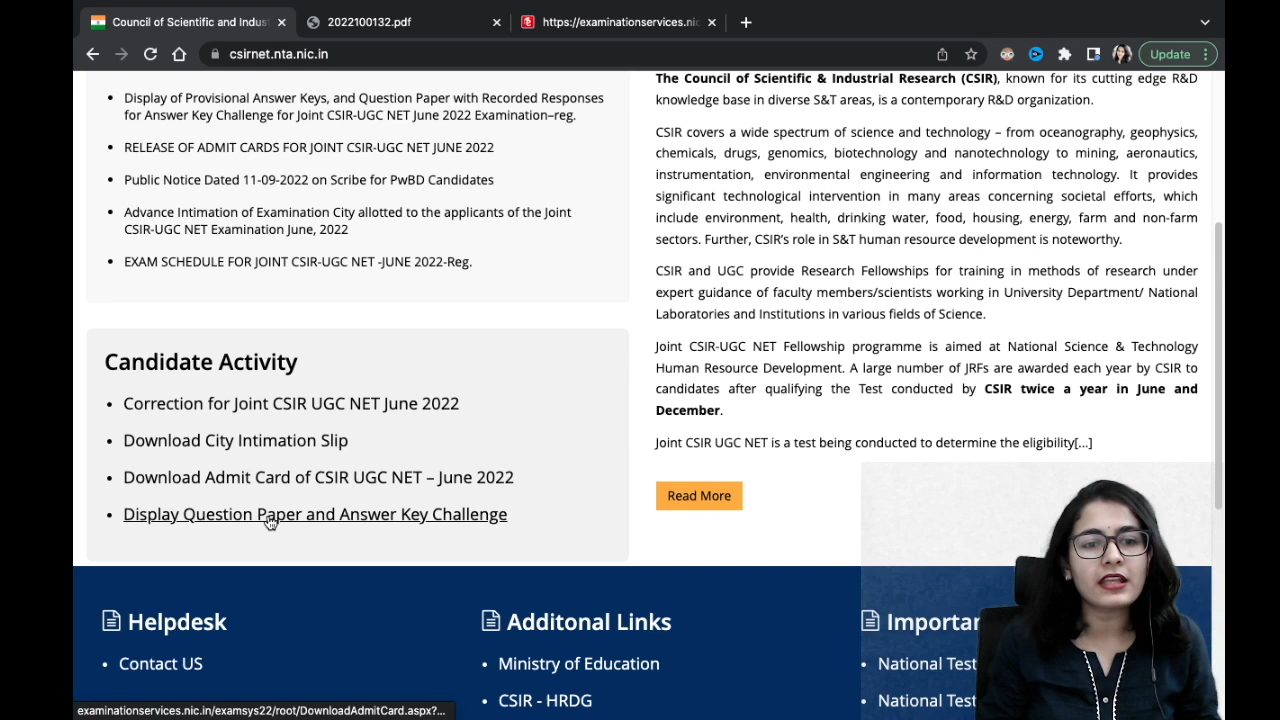 Council of Scientific and Indust
2022100132.pdf
https://examinationservices.nic
csirnet.nta.nic.in
Update
Display of Provisional Answer Keys, and Question Paper with Recorded Responses
for Answer Key Challenge for Joint CSIR-UGC NET June 2022 Examination–reg.
RELEASE OF ADMIT CARDS FOR JOINT CSIR-UGC NET JUNE 2022
Public Notice Dated 11-09-2022 on Scribe for PwBD Candidates
Advance Intimation of Examination City allotted to the applicants of the Joint
CSIR-UGC NET Examination June, 2022
EXAM SCHEDULE FOR JOINT CSIR-UGC NET -JUNE 2022-Reg.
Candidate Activity
Correction for Joint CSIR UGC NET June 2022
Download City Intimation Slip
Download Admit Card of CSIR UGC NET – June 2022
Display Question Paper and Answer Key Challenge
The Council of Scientific & Industrial Research (CSIR), known for its cutting edge R&D
knowledge base in diverse S&T areas, is a contemporary R&D organization.
CSIR covers a wide spectrum of science and technology – from oceanography, geophysics,
chemicals, drugs, genomics, biotechnology and nanotechnology to mining, aeronautics,
instrumentation, environmental engineering and information technology. It provides
significant technological intervention in many areas concerning societal efforts, which
include environment, health, drinking water, food, housing, energy, farm and non-farm
sectors. Further, CSIR’s role in S&T human resource development is noteworthy.
CSIR and UGC provide Research Fellowships for training in methods of research under
expert guidance of faculty members/scientists working in University Department/ National
Laboratories and Institutions in various fields of Science.
Joint CSIR-UGC NET Fellowship programme is aimed at National Science & Technology
Human Resource Development. A large number of JRFs are awarded each year by CSIR to
candidates after qualifying the Test conducted by CSIR twice a year in June and
December.
Joint CSIR UGC NET is a test being conducted to determine the eligibility[...]
Read More
Helpdesk
Contact US
Additonal Links
Ministry of Education
CSIR - HRDG
Importan
National Test
National Test
examinationservices.nic.in/examsys22/root/DownloadAdmitCard.aspx?...